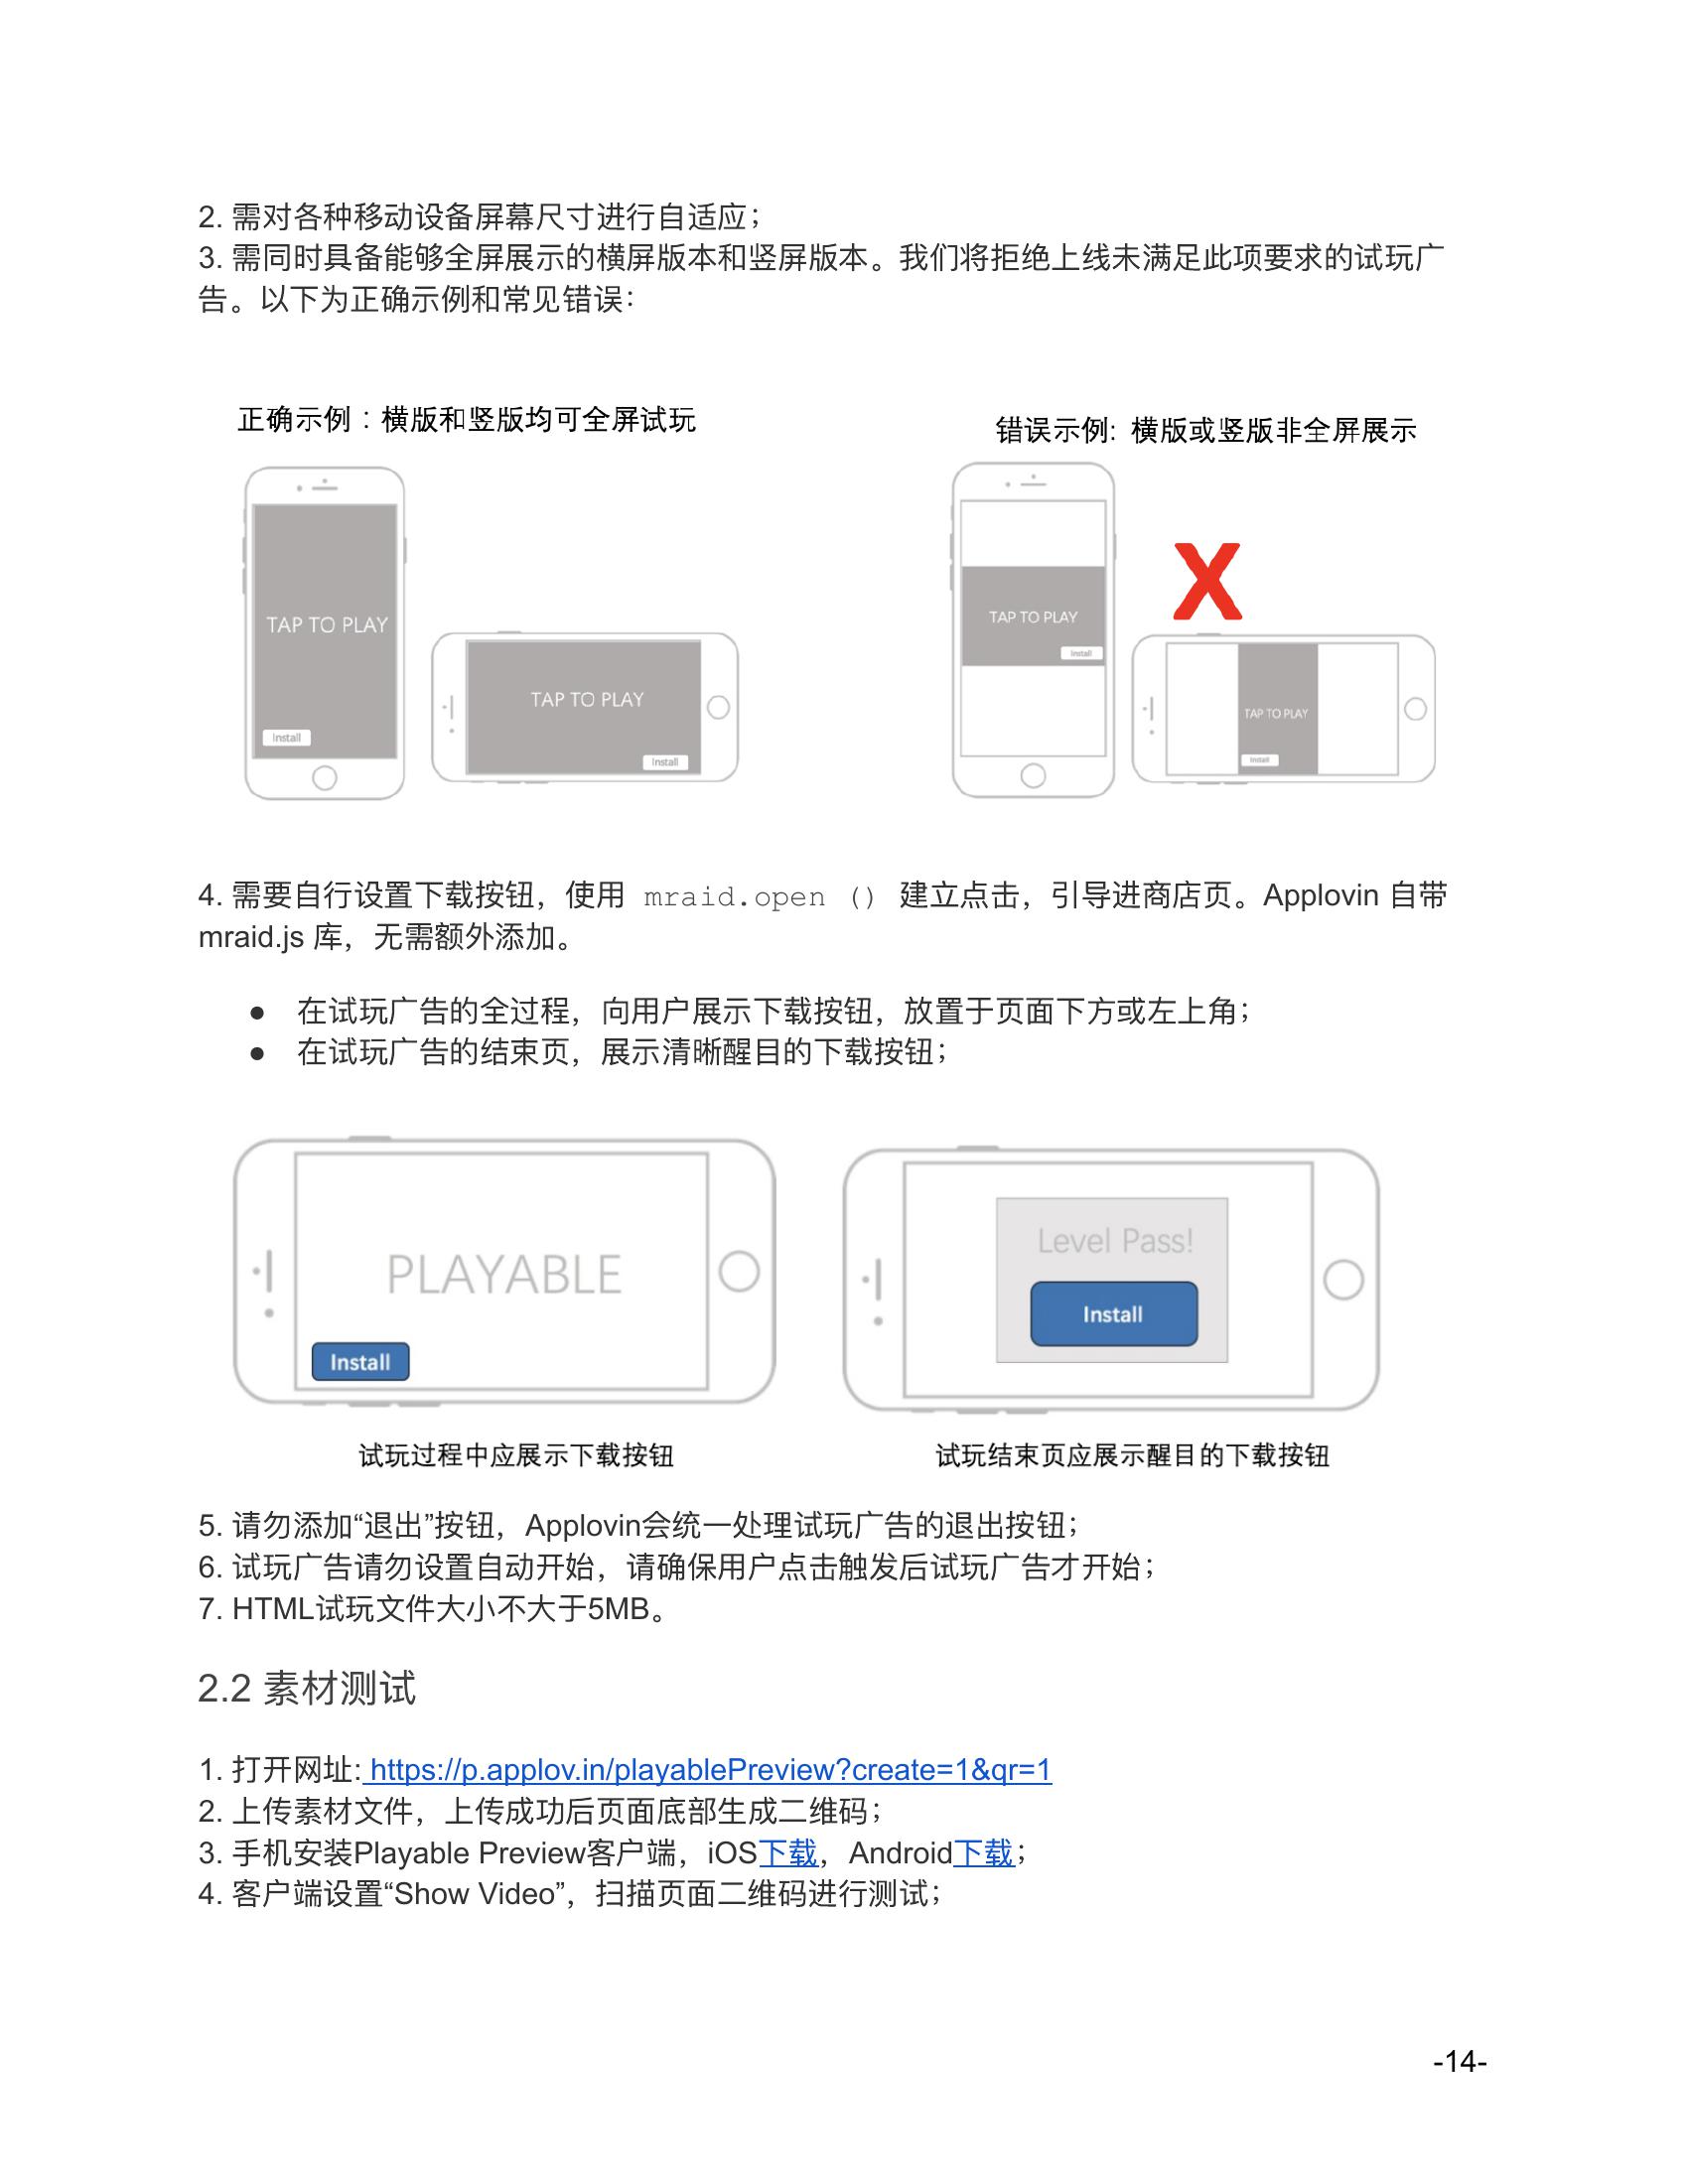 2. 需对各种移动设备屏幕尺寸进行自适应；
3. 需同时具备能够全屏展示的横屏版本和竖屏版本。我们将拒绝上线未满足此项要求的试玩广
告。以下为正确示例和常见错误：
正确示例：横版和竖版均可全屏试玩
错误示例: 横版或竖版非全屏展示
TAP TO PLAY
Install
TAP TO PLAY
Install
TAP TO PLAY
Install
X
TAP TO PLAY
Install
4. 需要自行设置下载按钮，使用 mraid.open () 建立点击，引导进商店页。Applovin 自带
mraid.js 库，无需额外添加。
● 在试玩广告的全过程，向用户展示下载按钮，放置于页面下方或左上角；
● 在试玩广告的结束页，展示清晰醒目的下载按钮；
PLAYABLE
Install
Level Pass!
Install
试玩过程中应展示下载按钮
试玩结束页应展示醒目的下载按钮
5. 请勿添加“退出”按钮，Applovin会统一处理试玩广告的退出按钮；
6. 试玩广告请勿设置自动开始，请确保用户点击触发后试玩广告才开始；
7. HTML试玩文件大小不大于5MB。
2.2 素材测试
1. 打开网址: https://p.applov.in/playablePreview?create=1&qr=1
2. 上传素材文件，上传成功后页面底部生成二维码；
3. 手机安装Playable Preview客户端，iOS下载，Android下载；
4. 客户端设置“Show Video”，扫描页面二维码进行测试；
-14-